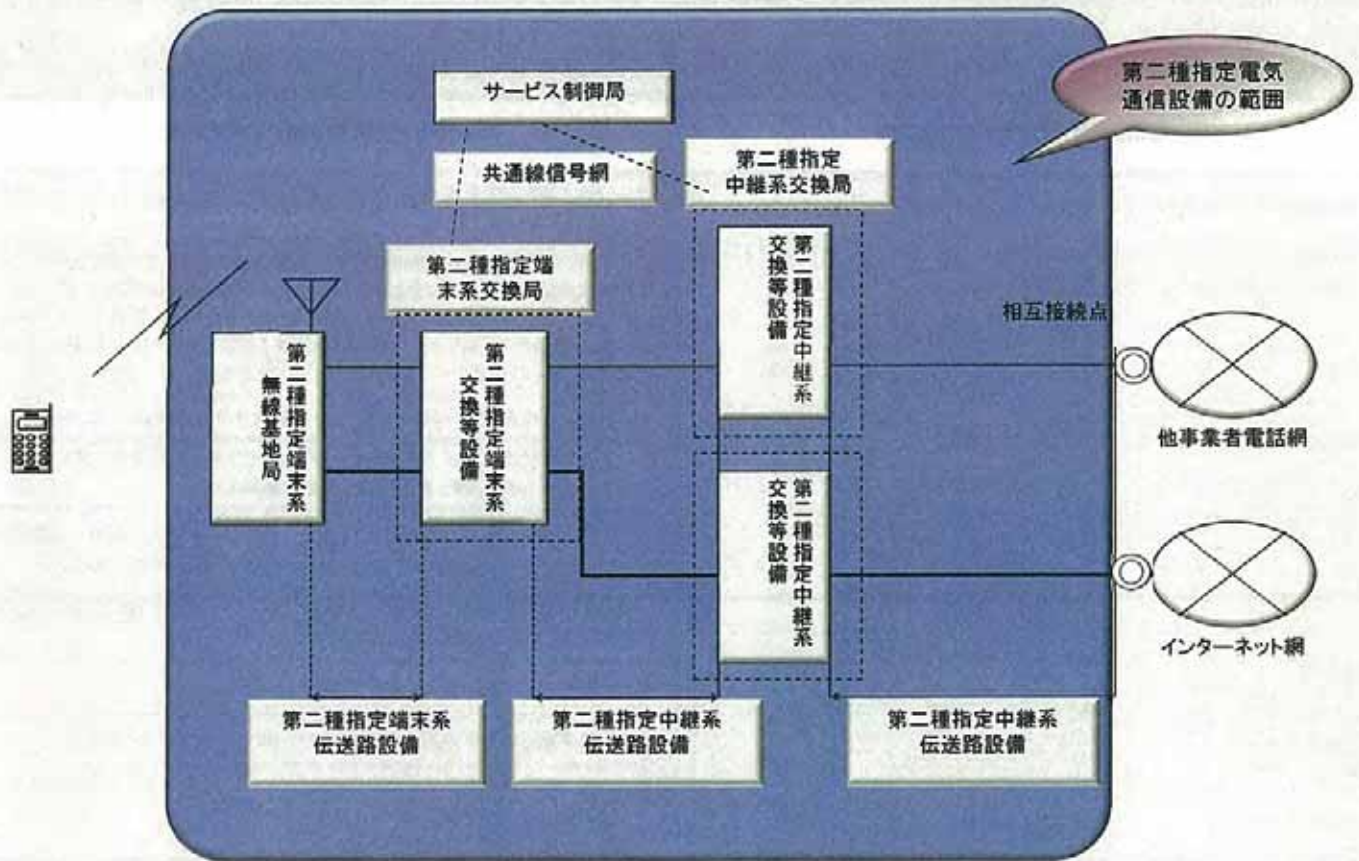 サービス制御局
第二種指定電気
通信設備の範囲
共通線信号網
第二種指定
中継系交換局
第二種指定端
末系交換局
第二種指定中継系
交換等設備
相互接続点
第二種指定端末系
無線基地局
第二種指定端末系
交換等設備
他事業者電話網
第二種指定中継系
交換等設備
インターネット網
第二種指定端末系
伝送路設備
第二種指定中継系
伝送路設備
第二種指定中継系
伝送路設備